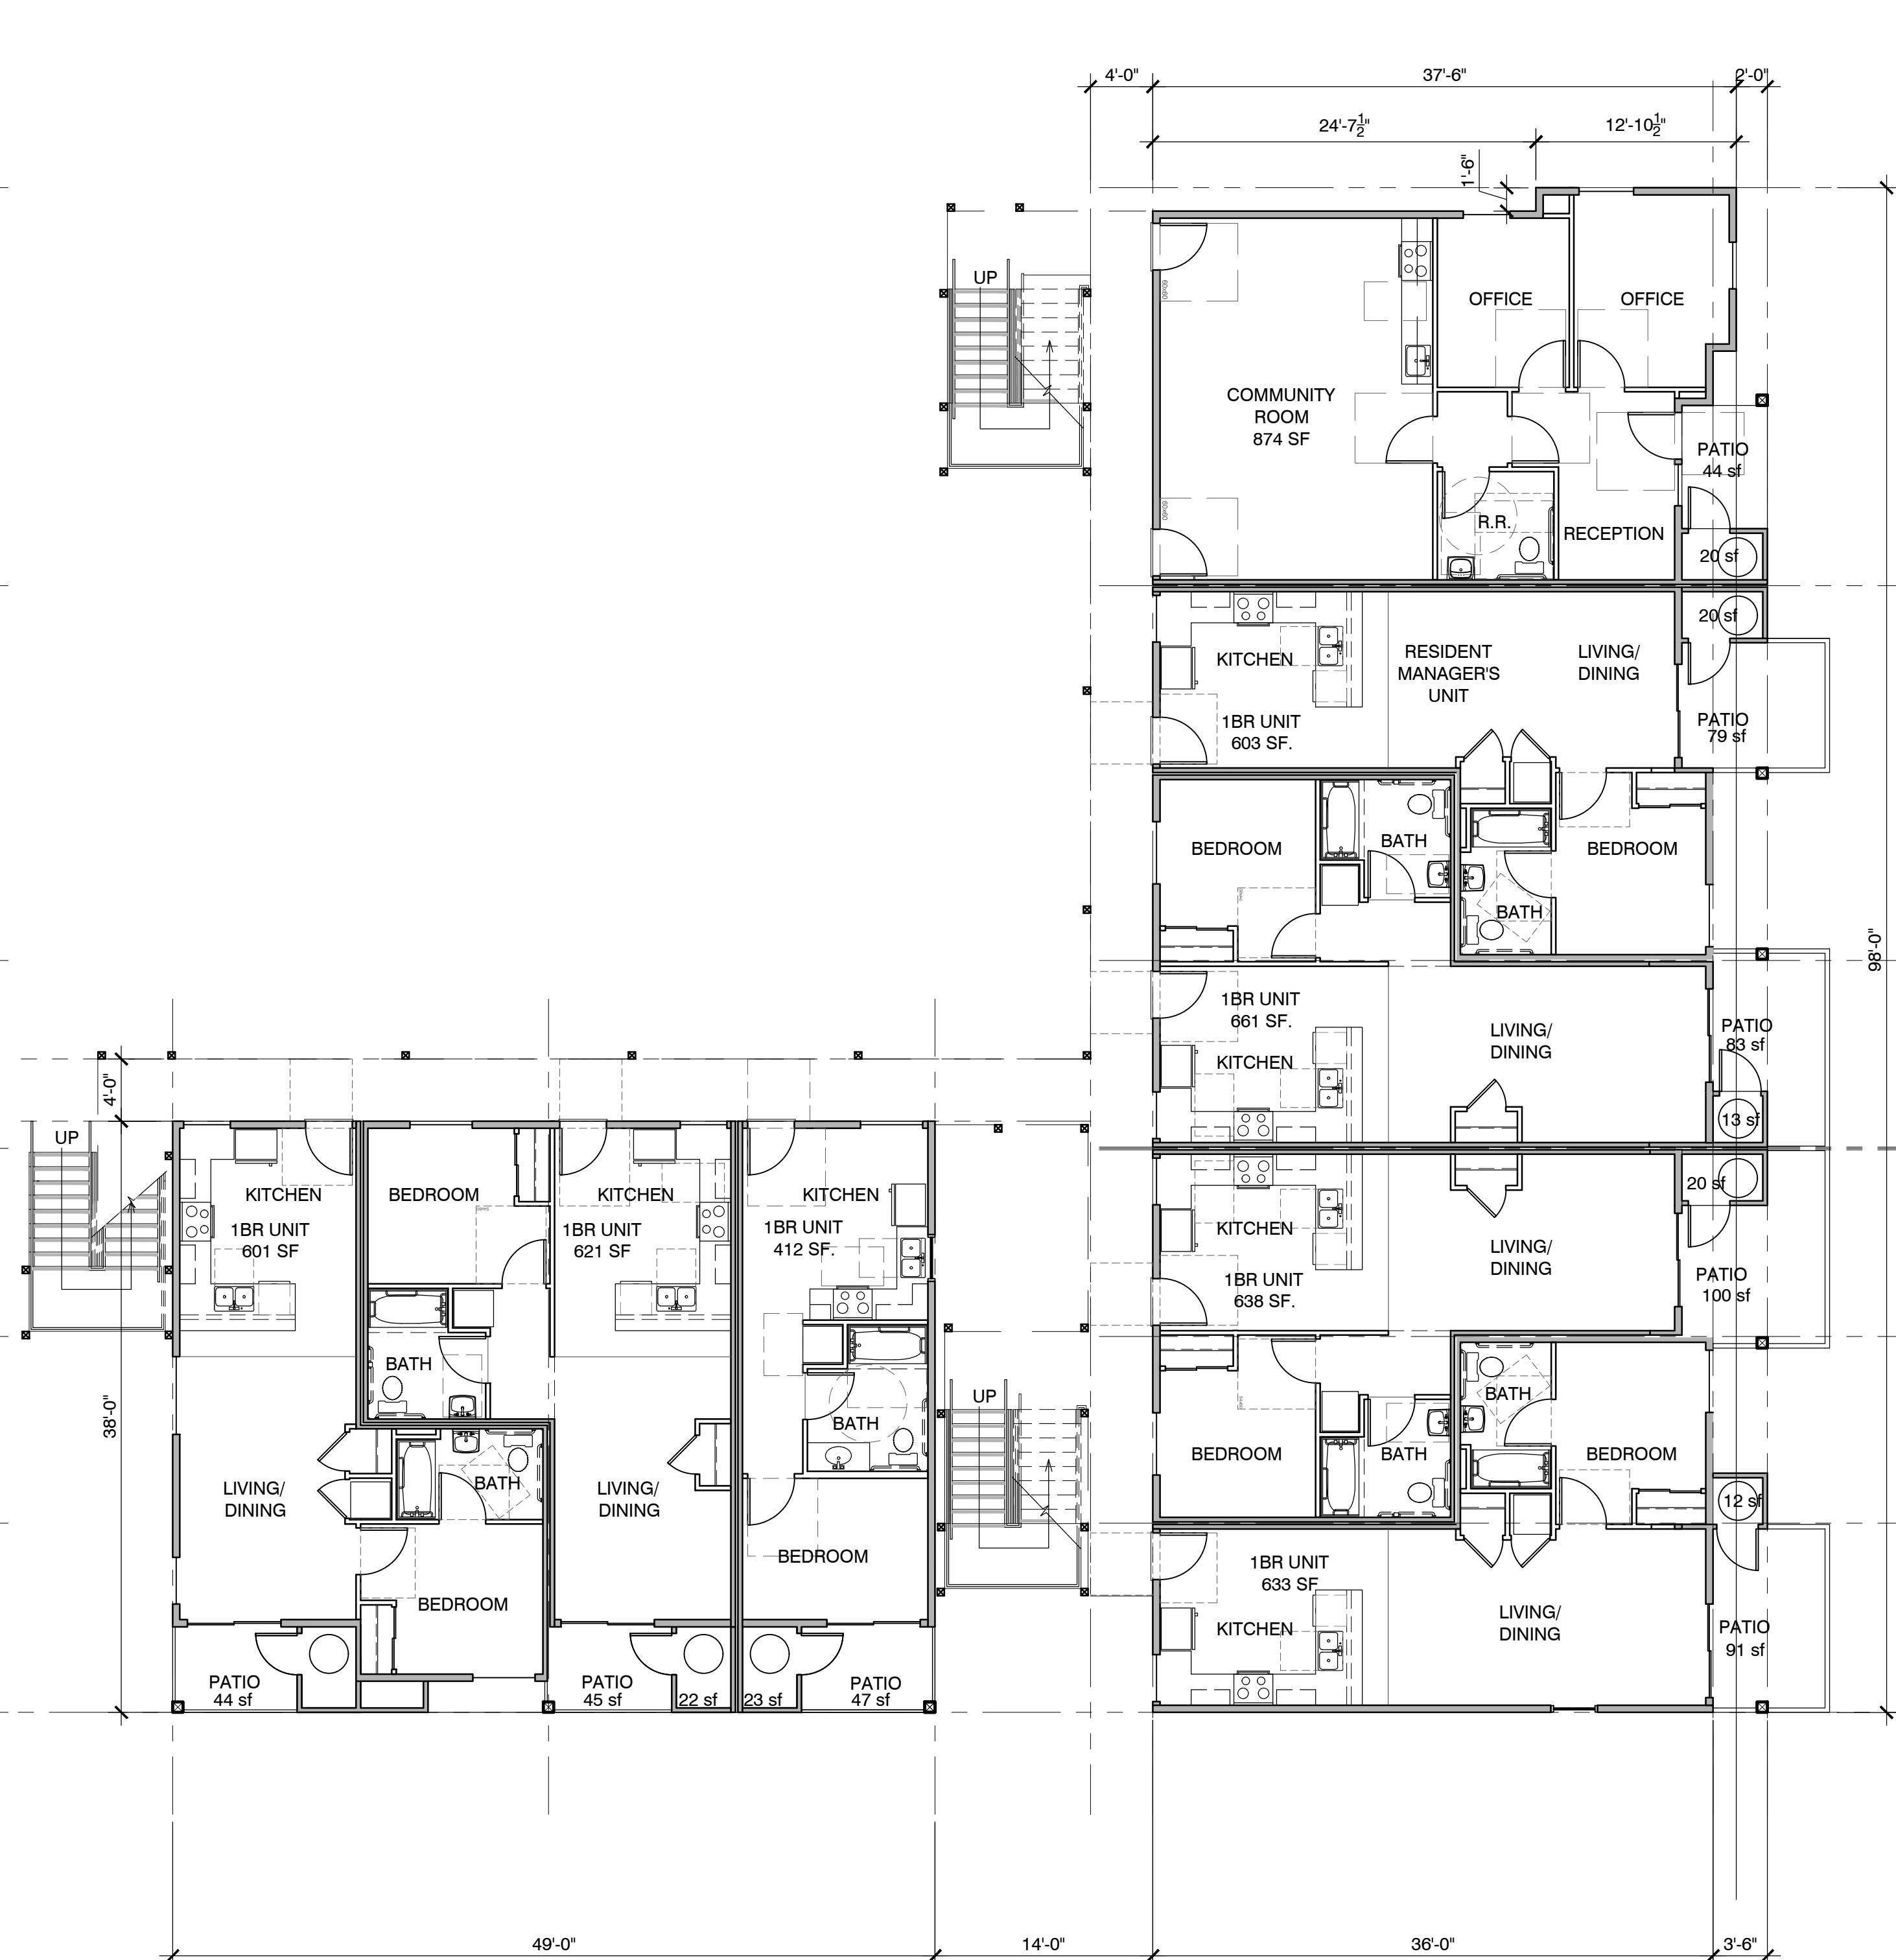 4'-0"
37'-6"
2'-0"
24'-7 1/2"
12'-10 1/2"
1'-6"
UP
OFFICE
OFFICE
COMMUNITY
ROOM
874 SF
PATIO
44 sf
R.R.
RECEPTION
20 sf
20 sf
KITCHEN
RESIDENT
MANAGER'S
UNIT
LIVING/
DINING
1BR UNIT
603 SF.
PATIO
79 sf
BEDROOM
BATH
BEDROOM
BATH
98'-0"
1BR UNIT
661 SF.
KITCHEN
LIVING/
DINING
PATIO
83 sf
13 sf
4'-0"
UP
KITCHEN
1BR UNIT
601 SF
BEDROOM
KITCHEN
1BR UNIT
621 SF
KITCHEN
1BR UNIT
412 SF.
KITCHEN
1BR UNIT
638 SF.
LIVING/
DINING
20 sf
PATIO
100 sf
38'-0"
BATH
BATH
UP
BATH
BEDROOM
BATH
BEDROOM
LIVING/
DINING
BATH
LIVING/
DINING
12 sf
BEDROOM
BEDROOM
1BR UNIT
633 SF
KITCHEN
LIVING/
DINING
PATIO
91 sf
PATIO
44 sf
PATIO
45 sf
22 sf
23 sf
PATIO
47 sf
49'-0"
14'-0"
36'-0"
3'-6"